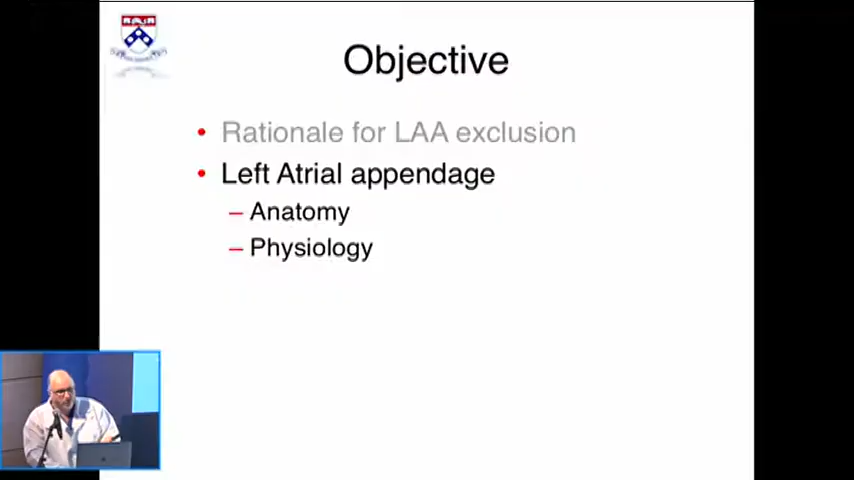 Objective
• Rationale for LAA exclusion
• Left Atrial appendage
– Anatomy
– Physiology